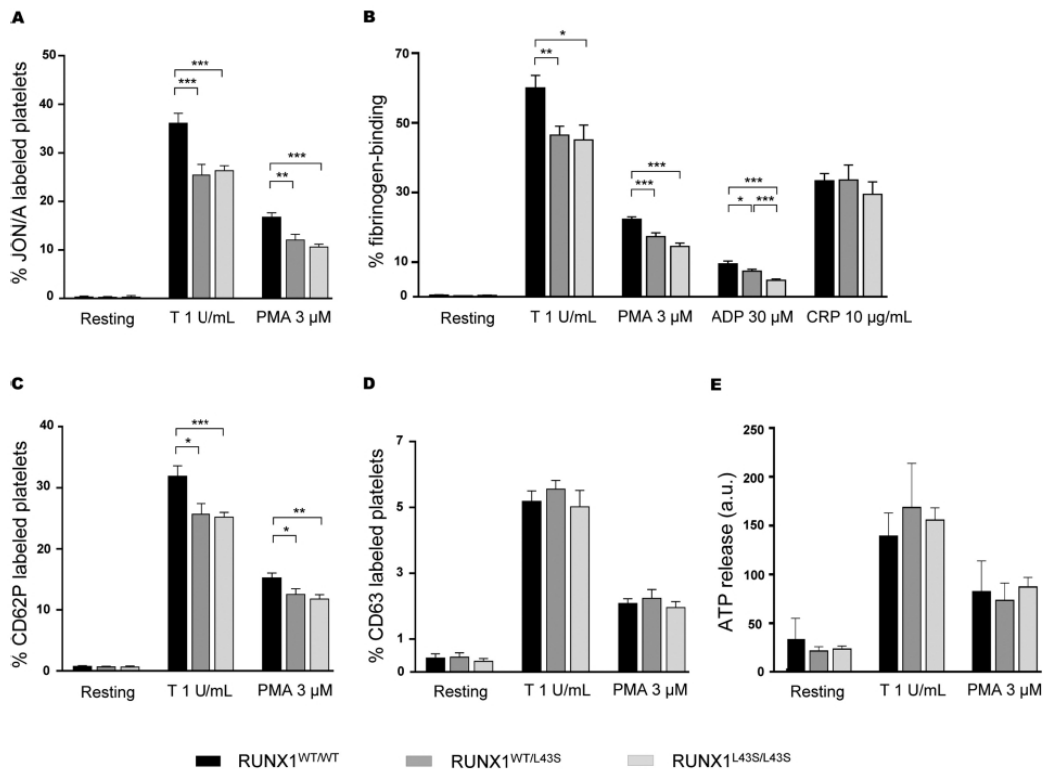 A
% JON/A labeled platelets
50
40
30
20
10
0
***
***
***
**
Resting
T 1 U/mL
PMA 3 µM
B
% fibrinogen-binding
70
50
30
10
0
*
**
***
***
***
* ***
Resting
T 1 U/mL
PMA 3 µM
ADP 30 µM
CRP 10 µg/mL
C
% CD62P labeled platelets
40
30
20
10
0
***
*
**
*
Resting
T 1 U/mL
PMA 3 µM
D
% CD63 labeled platelets
7
5
3
2
1
0
Resting
T 1 U/mL
PMA 3 µM
E
ATP release (a.u.)
250
200
150
100
50
0
Resting
T 1 U/mL
PMA 3 µM
RUNX1WT/WT
RUNX1WT/L43S
RUNX1L43S/L43S